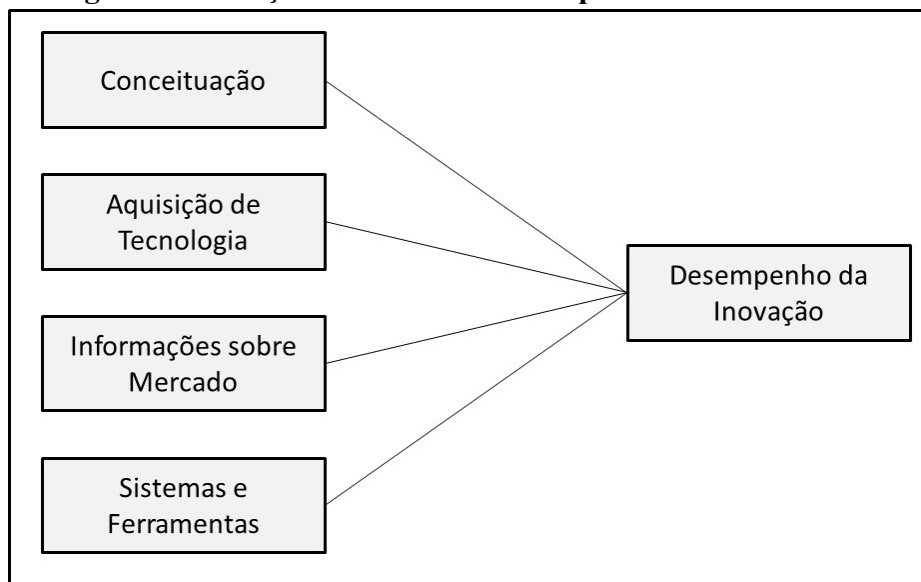 Conceituação
Aquisição de
Tecnologia
Informações sobre
Mercado
Sistemas e
Ferramentas
Desempenho da
Inovação